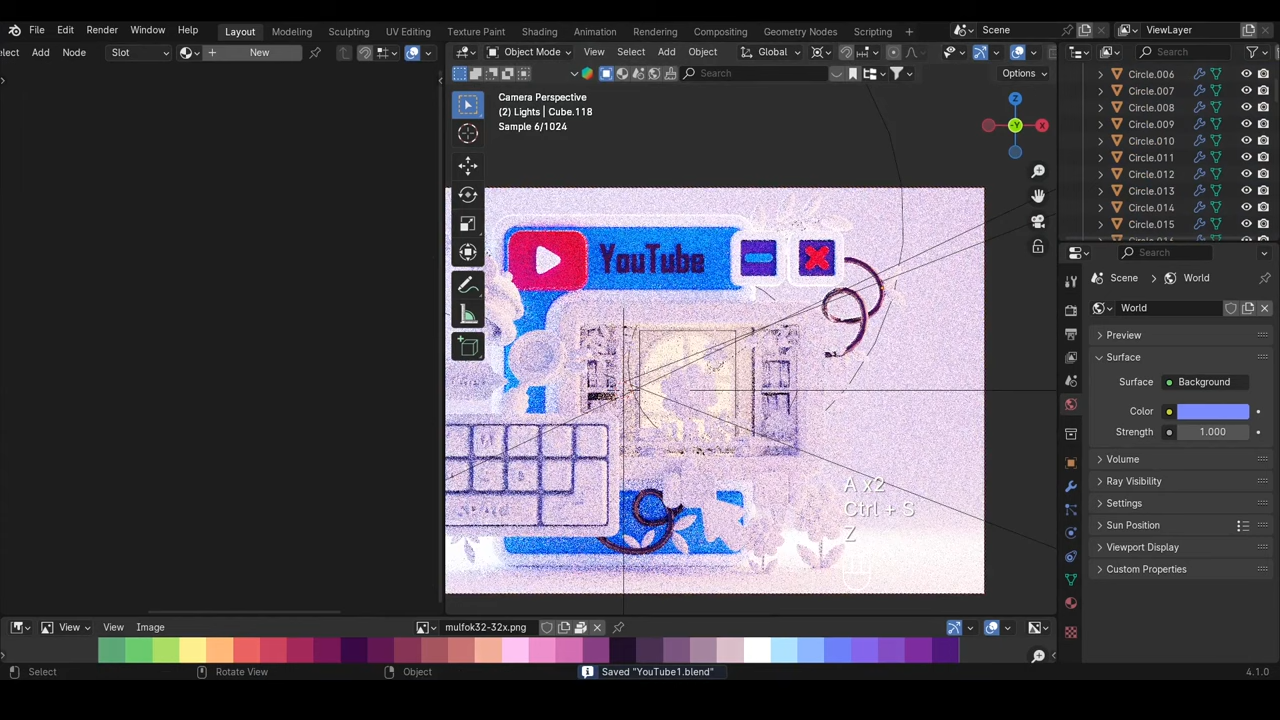 File Edit Render Window Help Layout Modeling Sculpting UV Editing Texture Paint Shading Animation Rendering Compositing Geometry Nodes Scripting Scene ViewLayer
elect Add Node Slot New Object Mode View Select Add Object Global Search
Search Options
Camera Perspective
(2) Lights | Cube.118
Sample 6/1024
Z
-Y
X
Circle.006
Circle.007
Circle.008
Circle.009
Circle.010
Circle.011
Circle.012
Circle.013
Circle.014
Circle.015
Search
Scene World
World
Preview
Surface
Surface Background
Color
Strength 1.000
Volume
Ray Visibility
Settings
Sun Position
Viewport Display
Custom Properties
YouTube
A x2
Ctrl + S
Z
View View Image mulfok32-32x.png
Select Rotate View Object Saved "YouTube1.blend" 4.1.0